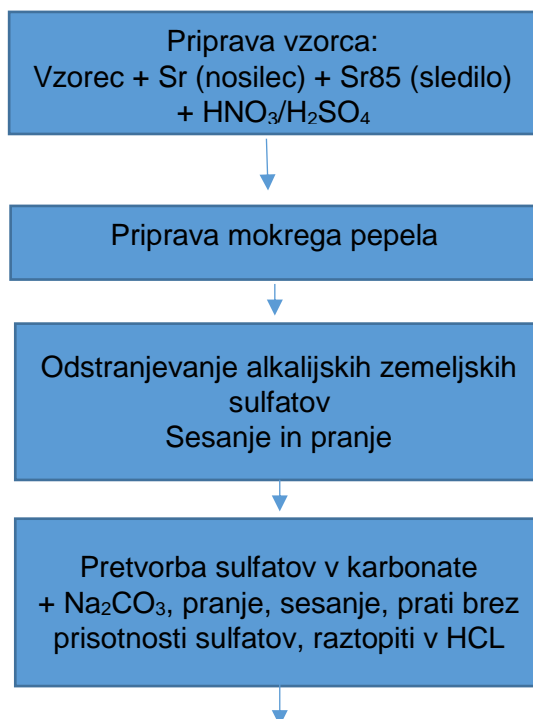 Priprava vzorca:
Vzorec + Sr (nosilec) + Sr85 (sledilo)
+ HNO₃/H₂SO₄
Priprava mokrega pepela
Odstranjevanje alkalijskih zemeljskih
sulfatov
Sesanje in pranje
Pretvorba sulfatov v karbonate
+ Na₂CO₃, pranje, sesanje, prati brez
prisotnosti sulfatov, raztopiti v HCL